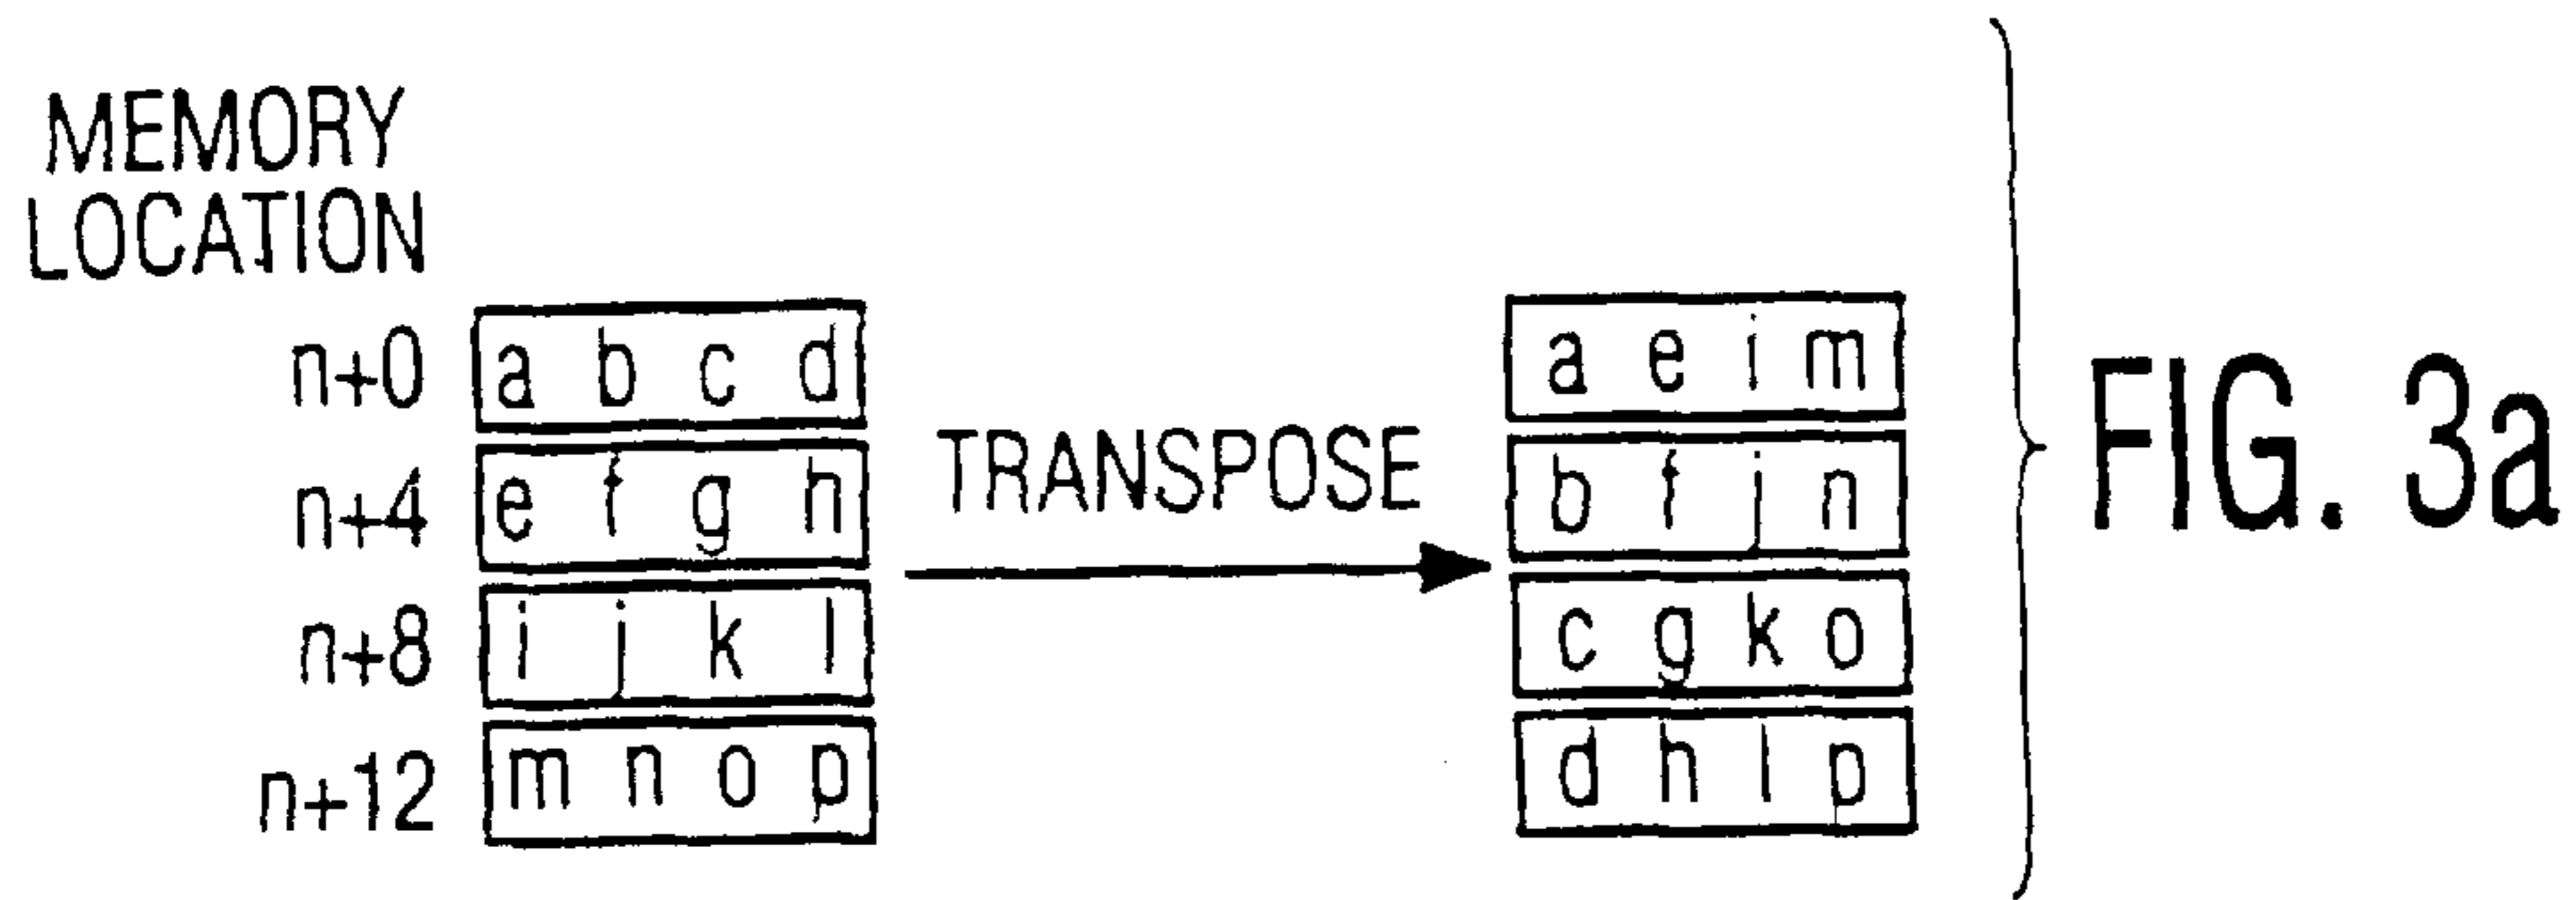 MEMORY
LOCATION
n+0 a b c d
n+4 e f g h
n+8 i j k l
n+12 m n o p
TRANSPOSE
a e i m
b f j n
c g k o
d h l p
FIG. 3a